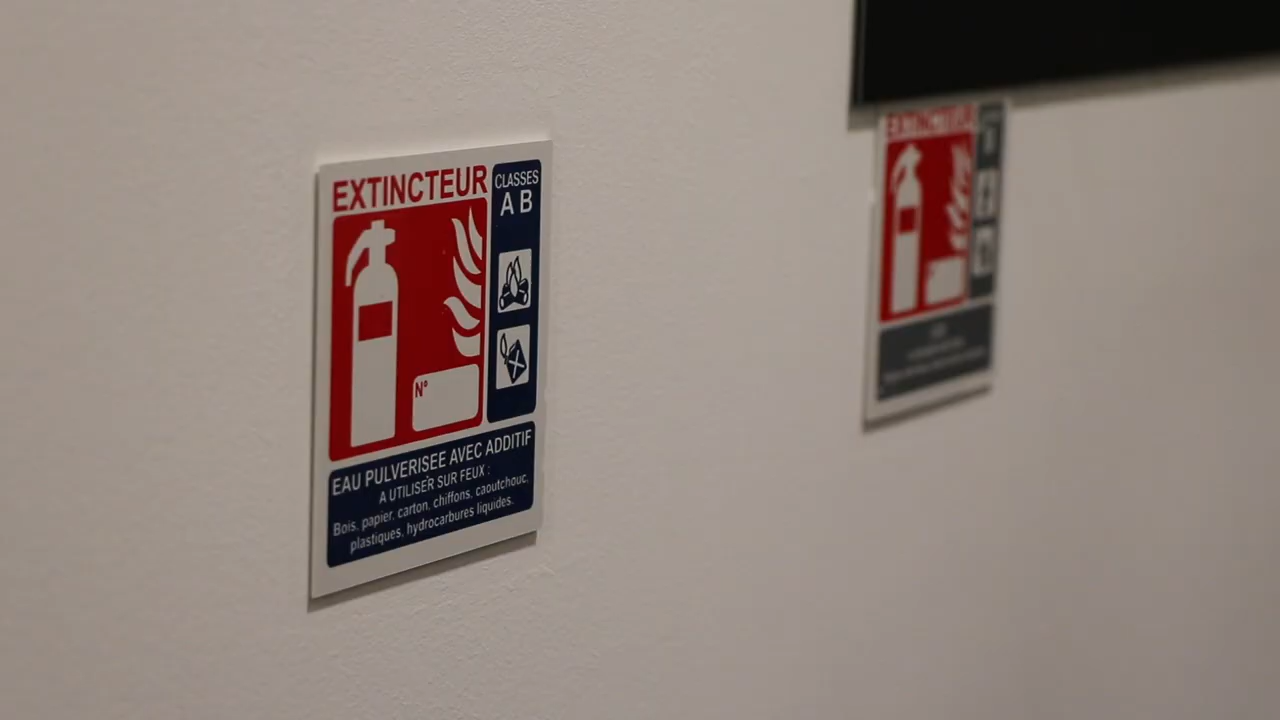 EXTINCTEUR
CLASSES
A B
N°
EAU PULVERISEE AVEC ADDITIF
A UTILISER SUR FEUX :
Bois, papier, carton, chiffons, caoutchouc,
plastiques, hydrocarbures liquides.
EXTINCTEUR